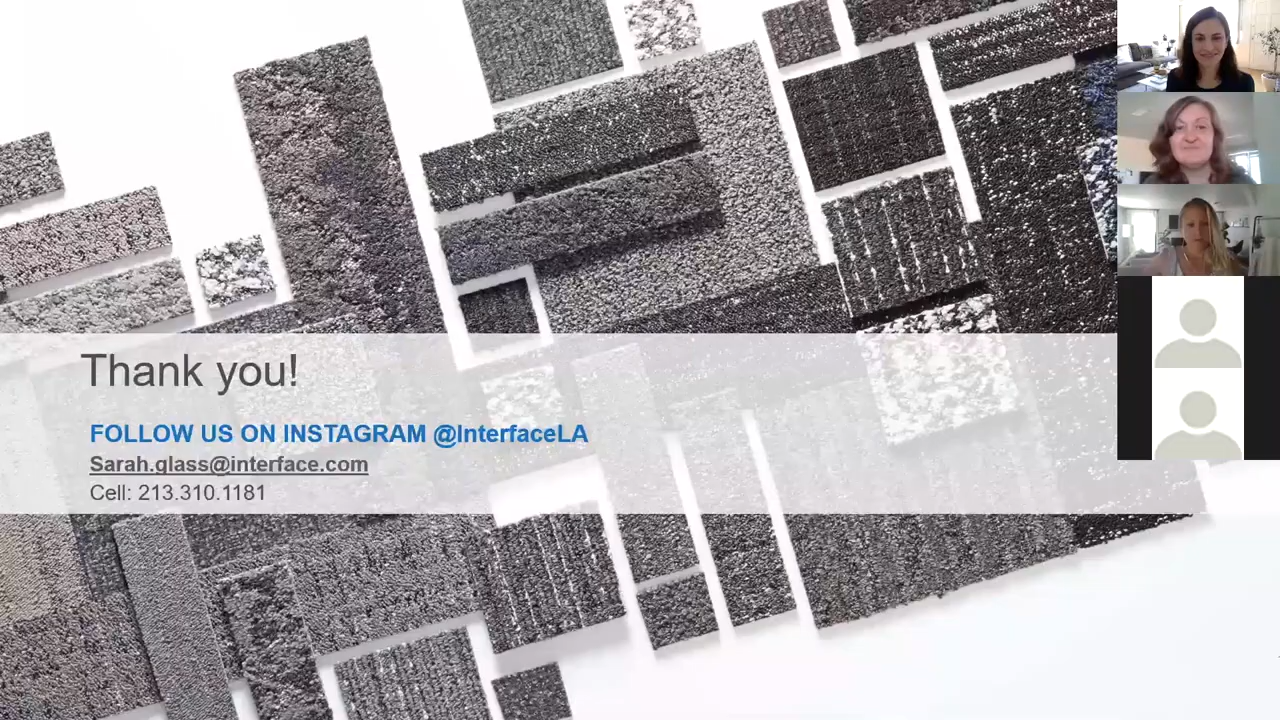 Thank you!
FOLLOW US ON INSTAGRAM @InterfaceLA
Sarah.glass@interface.com
Cell: 213.310.1181